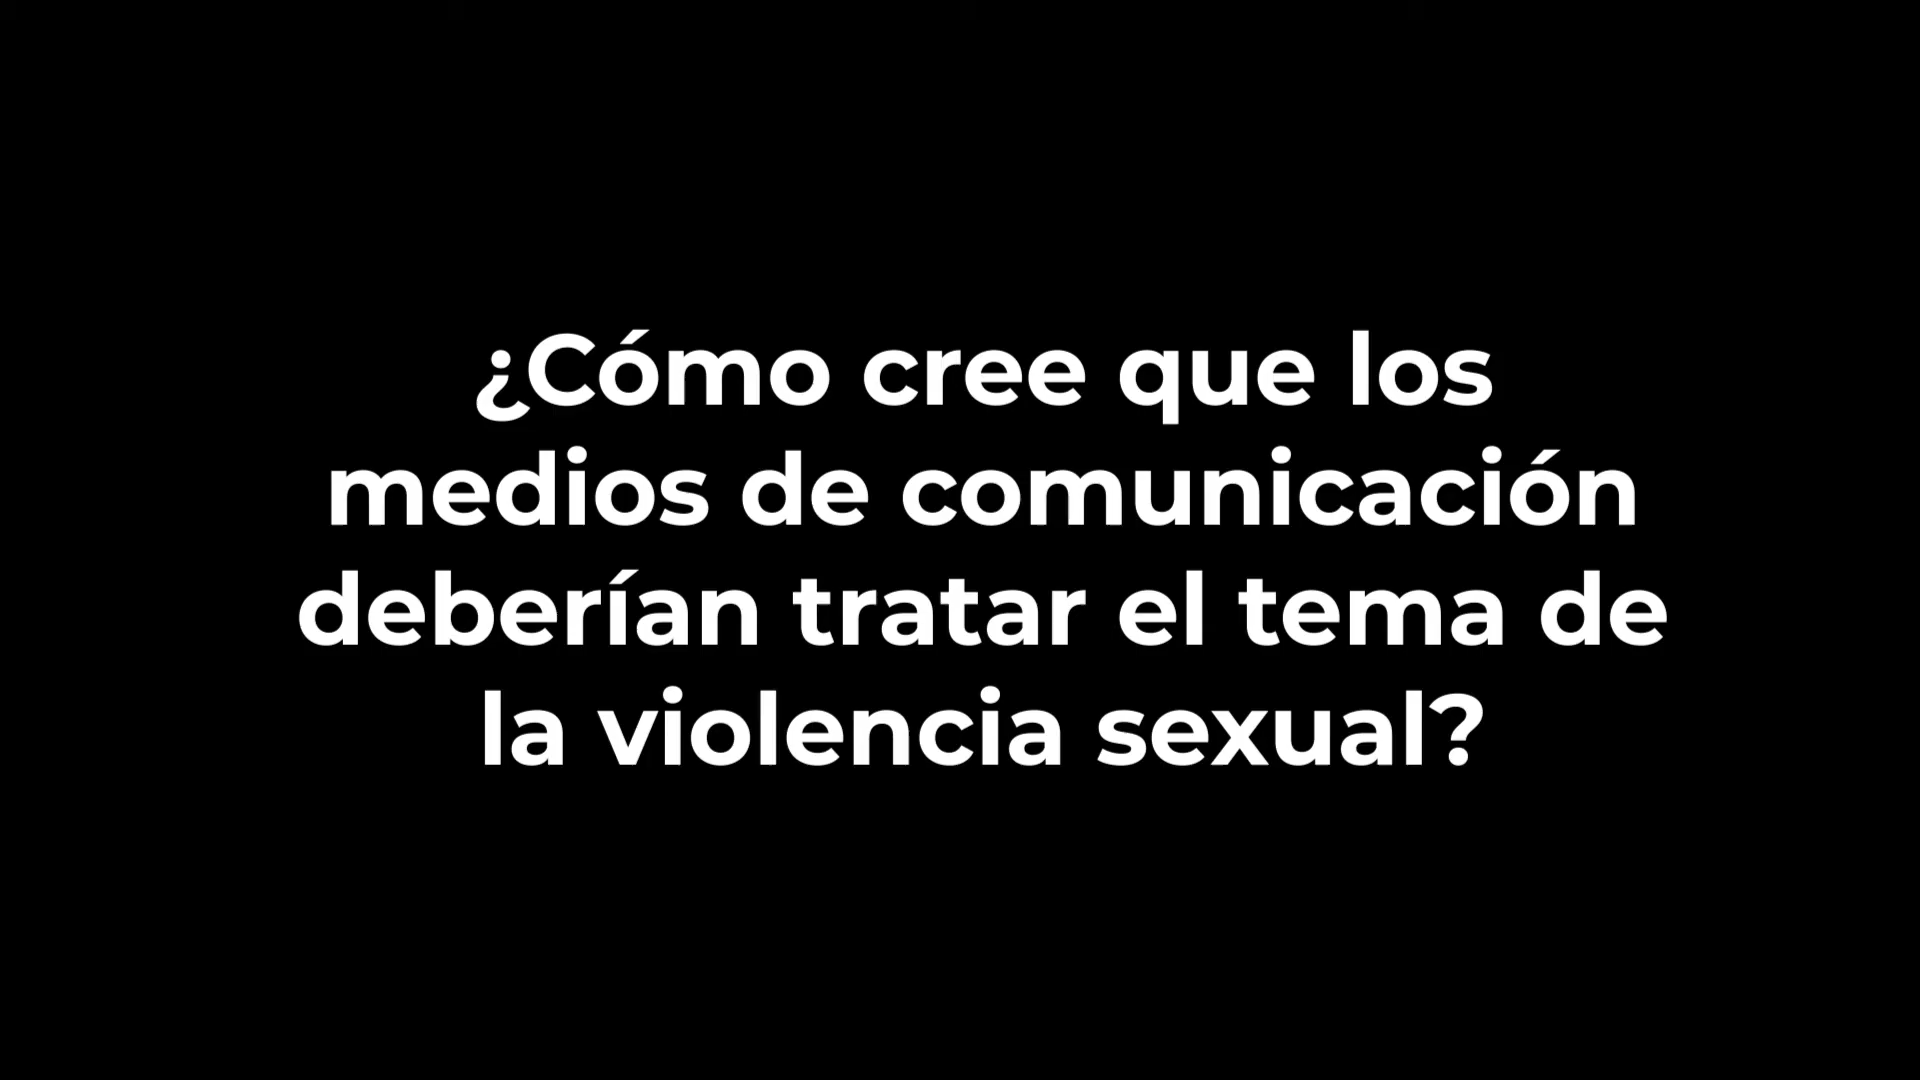 ¿Cómo cree que los
medios de comunicación
deberían tratar el tema de
la violencia sexual?